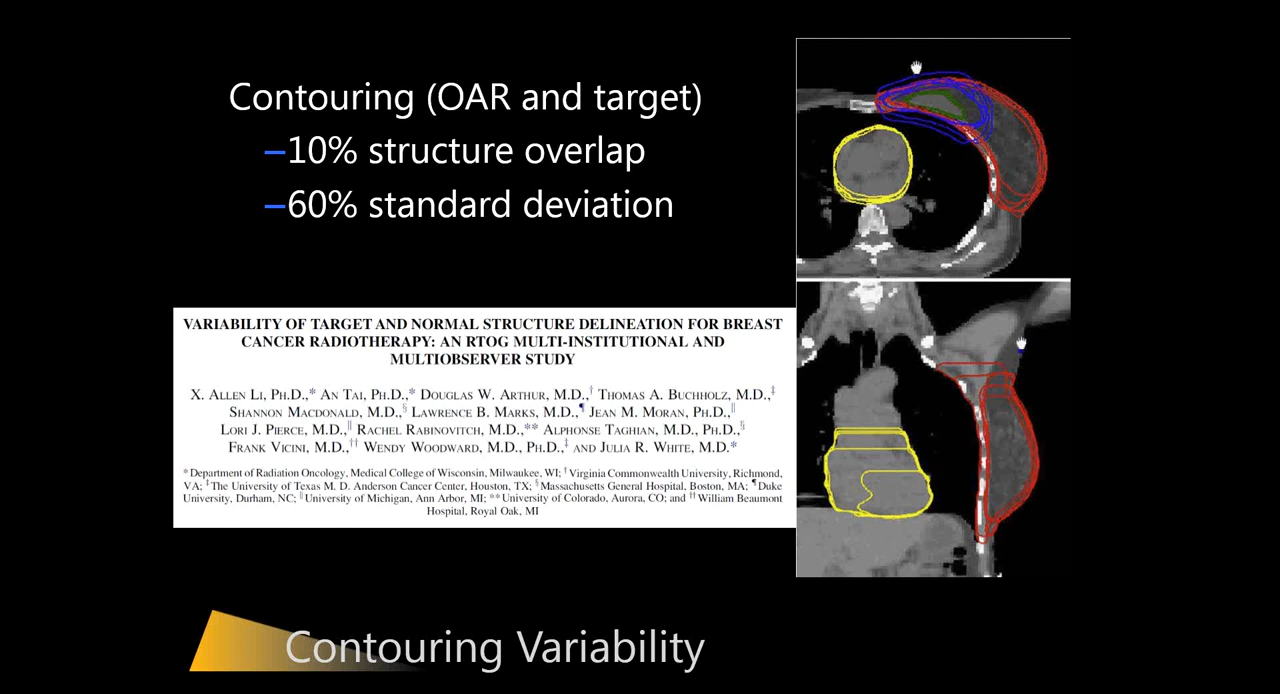 Contouring (OAR and target)
–10% structure overlap
–60% standard deviation
VARIABILITY OF TARGET AND NORMAL STRUCTURE DELINEATION FOR BREAST
CANCER RADIOTHERAPY: AN RTOG MULTI-INSTITUTIONAL AND
MULTIOBSERVER STUDY
X. ALLEN LI, PH.D.,* AN TAI, PH.D.,* DOUGLAS W. ARTHUR, M.D.,† THOMAS A. BUCHHOLZ, M.D.,‡
SHANNON MACDONALD, M.D.,§ LAWRENCE B. MARKS, M.D.,¶ JEAN M. MORAN, PH.D.,‖
LORI J. PIERCE, M.D.,‖ RACHEL RABINOVITCH, M.D.,** ALPHONSE TAGHIAN, M.D., PH.D.,§
FRANK VICINI, M.D.,†† WENDY WOODWARD, M.D., PH.D.,‡ AND JULIA R. WHITE, M.D.*
*Department of Radiation Oncology, Medical College of Wisconsin, Milwaukee, WI; †Virginia Commonwealth University, Richmond,
VA; ‡The University of Texas M. D. Anderson Cancer Center, Houston, TX; §Massachusetts General Hospital, Boston, MA; ¶Duke
University, Durham, NC; ‖University of Michigan, Ann Arbor, MI; **University of Colorado, Aurora, CO; and ††William Beaumont
Hospital, Royal Oak, MI
Contouring Variability